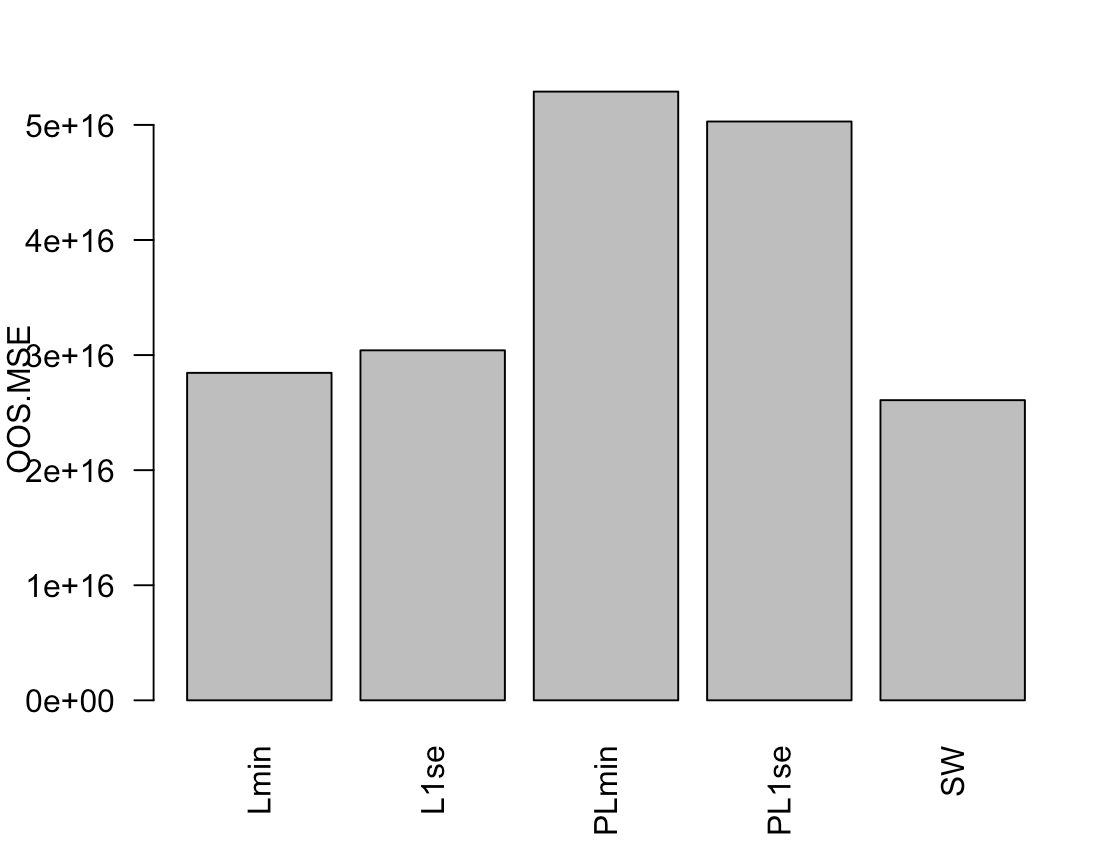 OOS.MSE
5e+16
4e+16
3e+16
2e+16
1e+16
0e+00
Lmin
L1se
PLmin
PL1se
SW